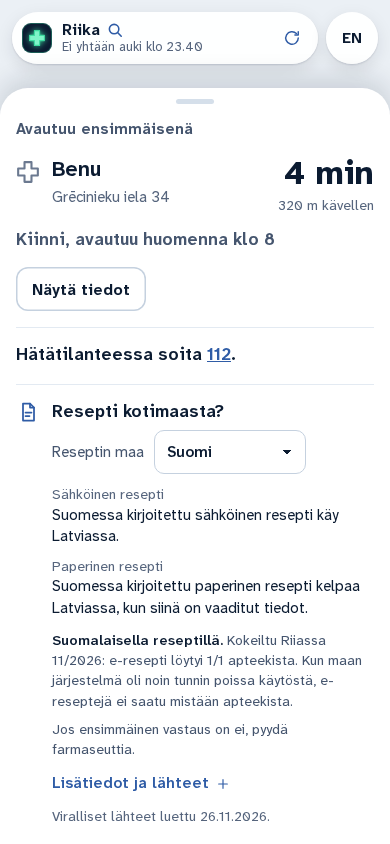 Riika
Ei yhtään auki klo 23.40
EN
Avautuu ensimmäisenä
Benu
4 min
Grēcinieku iela 34
320 m kävellen
Kiinni, avautuu huomenna klo 8
Näytä tiedot
Hätätilanteessa soita 112.
Resepti kotimaasta?
Reseptin maa
Suomi
Sähköinen resepti
Suomessa kirjoitettu sähköinen resepti käy
Latviassa.
Paperinen resepti
Suomessa kirjoitettu paperinen resepti kelpaa
Latviassa, kun siinä on vaaditut tiedot.
Suomalaisella reseptillä. Kokeiltu Riiassa
11/2026: e-resepti löytyi 1/1 apteekista. Kun maan
järjestelmä oli noin tunnin poissa käytöstä, e-
reseptejä ei saatu mistään apteekista.
Jos ensimmäinen vastaus on ei, pyydä
farmaseuttia.
Lisätiedot ja lähteet
Viralliset lähteet luettu 26.11.2026.